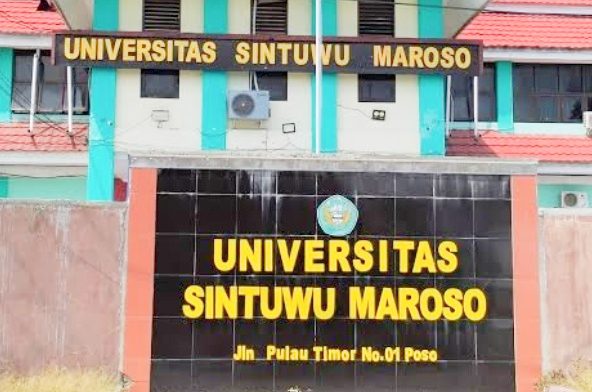 UNIVERSITAS SINTUWU MAROSO
UNIVERSITAS
SINTUWU MAROSO
Jln Pulau Timor No.01 Poso